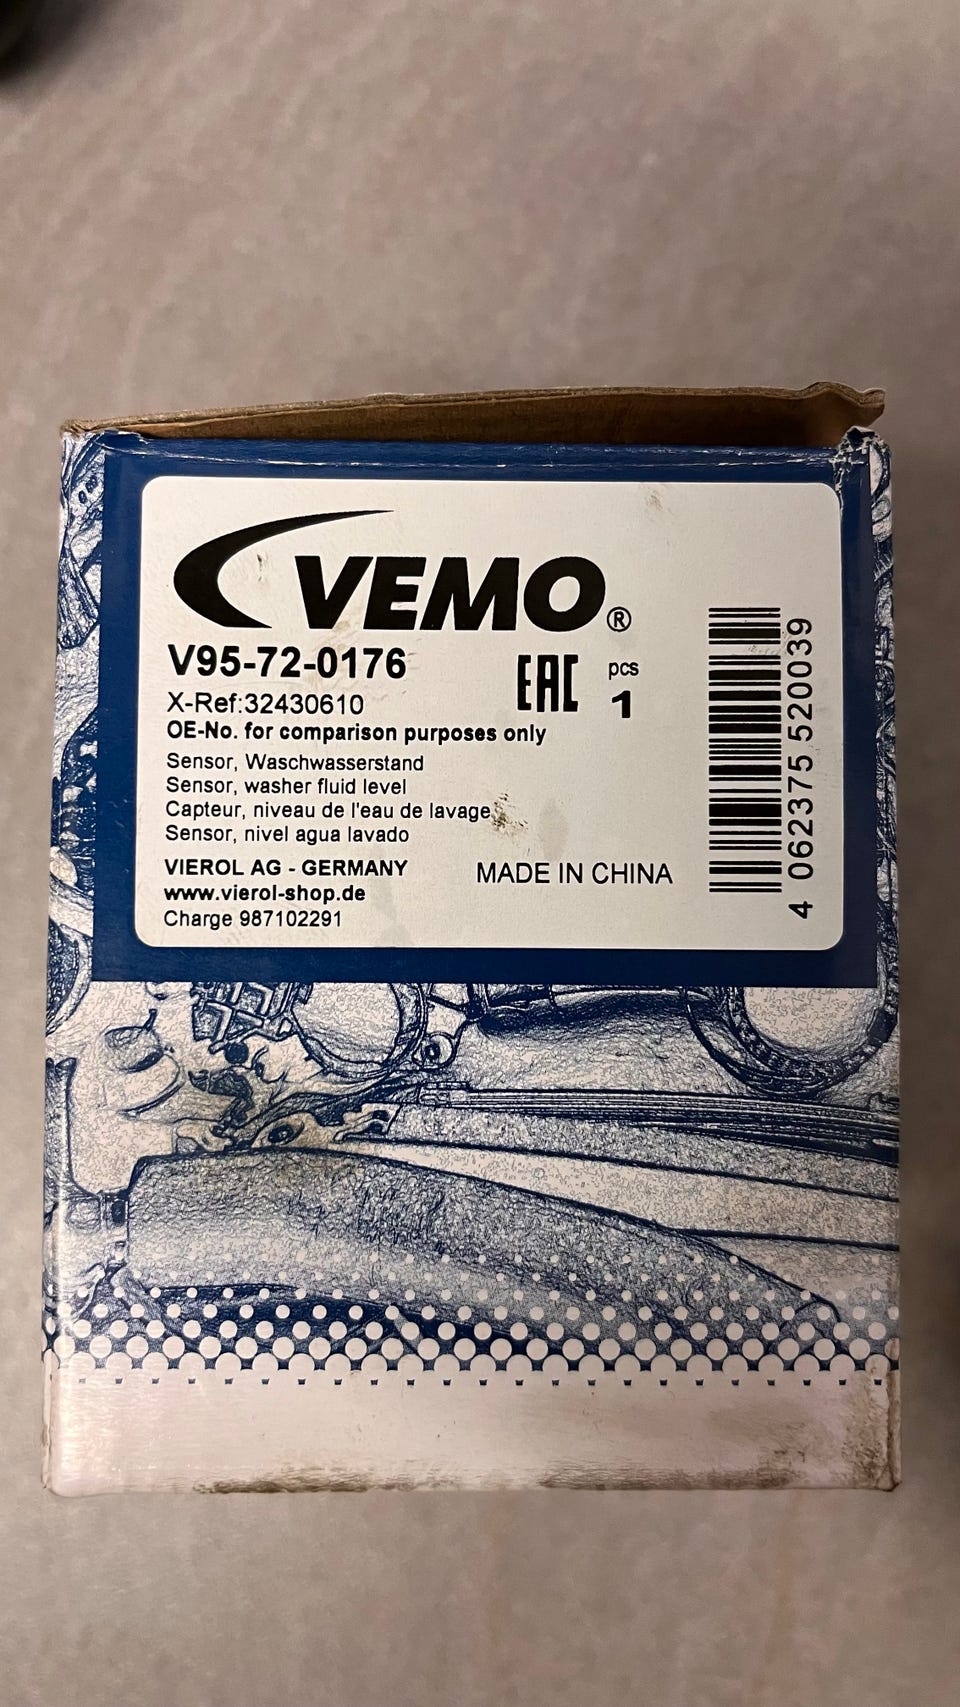 VEMO®
V95-72-0176
EAC
pcs
1
X-Ref:32430610
OE-No. for comparison purposes only
Sensor, Waschwasserstand
Sensor, washer fluid level
Capteur, niveau de l'eau de lavage
Sensor, nivel agua lavado
VIEROL AG - GERMANY
MADE IN CHINA
www.vierol-shop.de
Charge 987102291
4 062375 520039